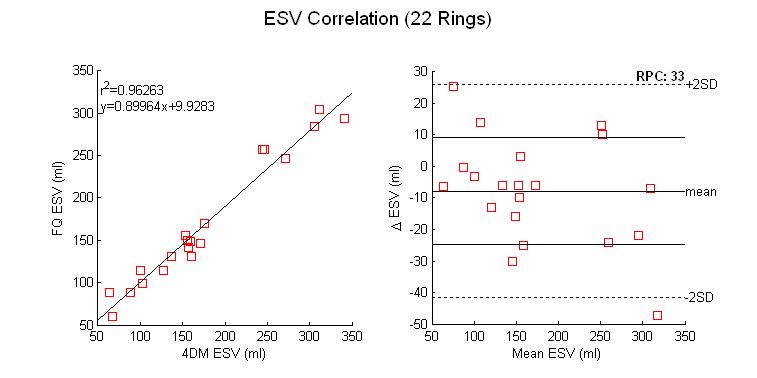 ESV Correlation (22 Rings)
350
300
250
200
150
100
50
FQ ESV (ml)
r2=0.96263
y=0.89964x+9.9283
50
100
150
200
250
300
350
4DM ESV (ml)
30
20
10
0
-10
-20
-30
-40
-50
Δ ESV (ml)
RPC: 33
+2SD
mean
-2SD
50
100
150
200
250
300
350
Mean ESV (ml)